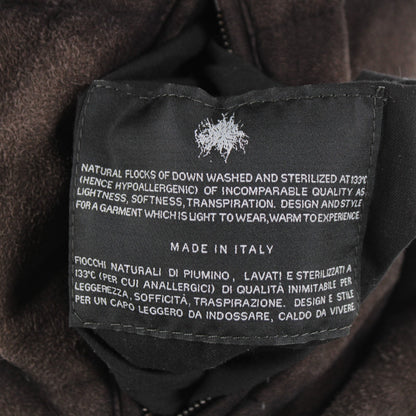 NATURAL FLOCKS OF DOWN WASHED AND STERILIZED AT 133°C
(HENCE HYPOALLERGENIC) OF INCOMPARABLE QUALITY AS
LIGHTNESS, SOFTNESS, TRANSPIRATION. DESIGN AND STYLE
FOR A GARMENT WHICH IS LIGHT TO WEAR, WARM TO EXPERIENCE.
MADE IN ITALY
FIOCCHI NATURALI DI PIUMINO, LAVATI E STERILIZZATI A
133°C (PER CUI ANALLERGICI) DI QUALITÀ INIMITABILE PER
LEGGEREZZA, SOFFICITÀ, TRASPIRAZIONE. DESIGN E STILE
PER UN CAPO LEGGERO DA INDOSSARE, CALDO DA VIVERE.